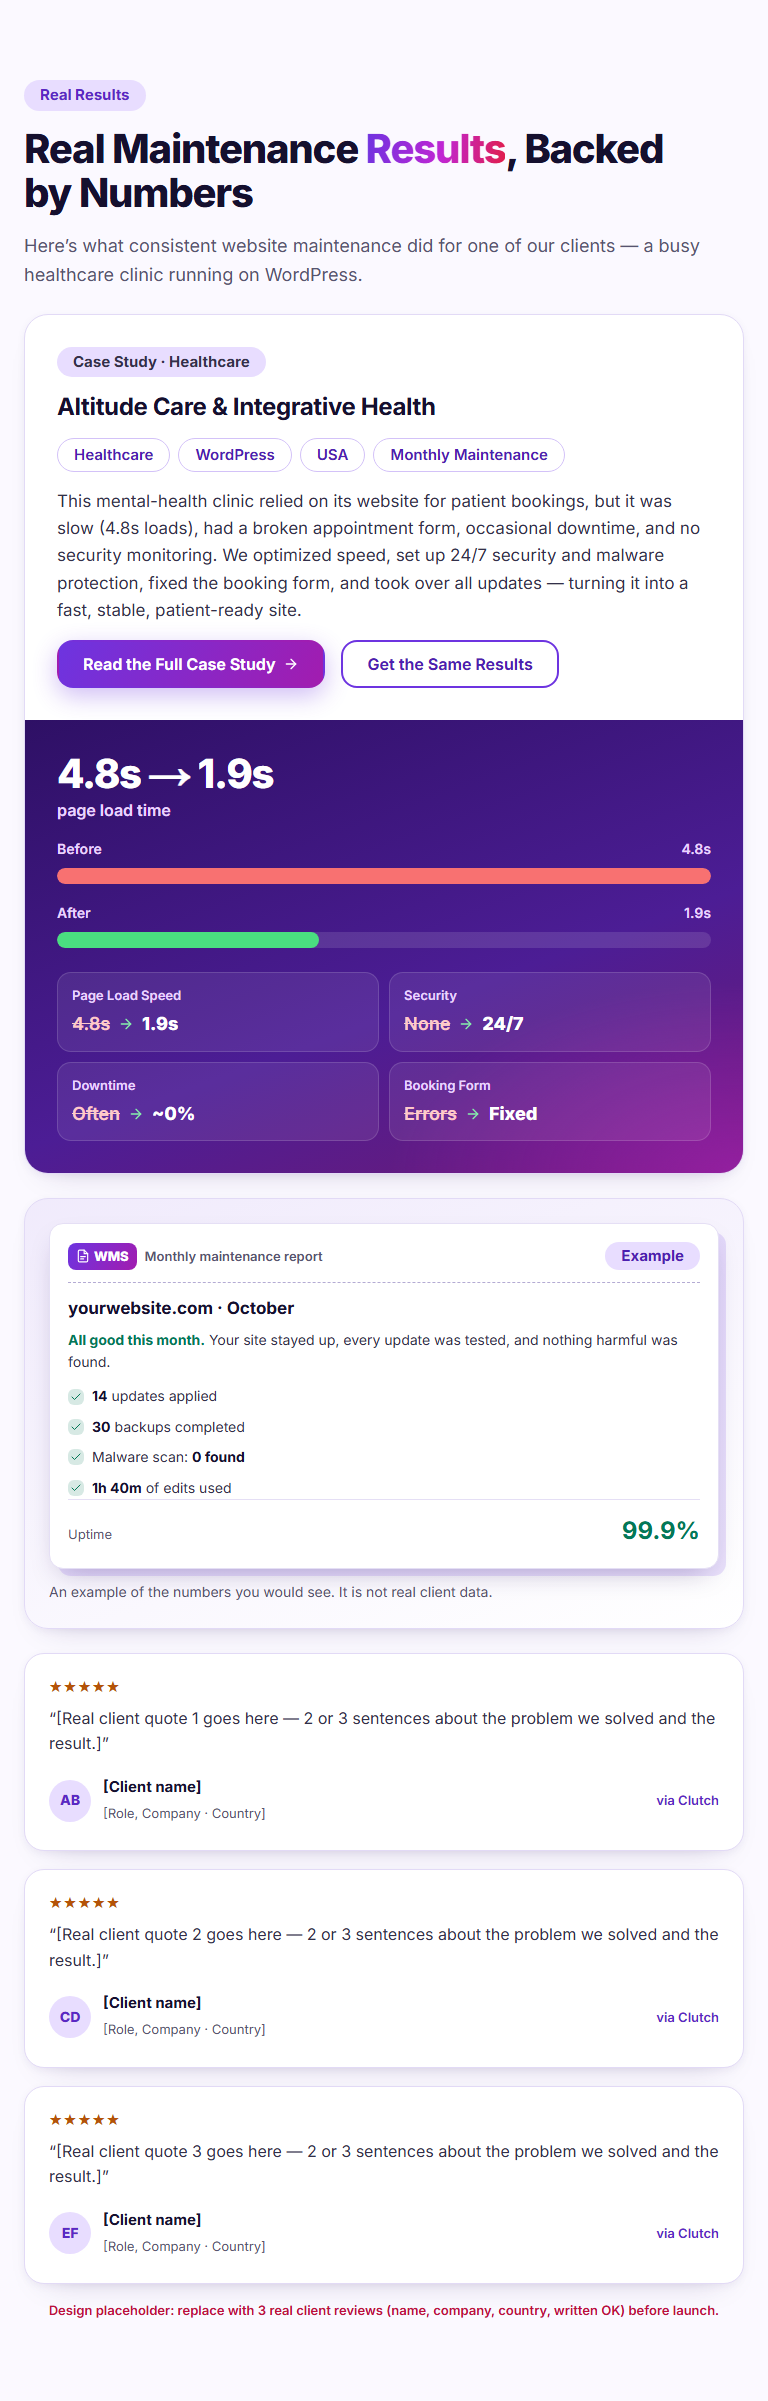 Real Results
Real Maintenance Results, Backed
by Numbers
Here’s what consistent website maintenance did for one of our clients — a busy
healthcare clinic running on WordPress.
Case Study · Healthcare
Altitude Care & Integrative Health
Healthcare WordPress USA Monthly Maintenance
This mental-health clinic relied on its website for patient bookings, but it was
slow (4.8s loads), had a broken appointment form, occasional downtime, and no
security monitoring. We optimized speed, set up 24/7 security and malware
protection, fixed the booking form, and took over all updates — turning it into a
fast, stable, patient-ready site.
Read the Full Case Study → Get the Same Results
4.8s → 1.9s
page load time
Before 4.8s
After 1.9s
Page Load Speed
4.8s → 1.9s
Security
None → 24/7
Downtime
Often → ~0%
Booking Form
Errors → Fixed
WMS Monthly maintenance report Example
yourwebsite.com · October
All good this month. Your site stayed up, every update was tested, and nothing harmful was
found.
14 updates applied
30 backups completed
Malware scan: 0 found
1h 40m of edits used
Uptime 99.9%
An example of the numbers you would see. It is not real client data.
★★★★★
“[Real client quote 1 goes here — 2 or 3 sentences about the problem we solved and the
result.]”
AB [Client name]
[Role, Company · Country]
via Clutch
★★★★★
“[Real client quote 2 goes here — 2 or 3 sentences about the problem we solved and the
result.]”
CD [Client name]
[Role, Company · Country]
via Clutch
★★★★★
“[Real client quote 3 goes here — 2 or 3 sentences about the problem we solved and the
result.]”
EF [Client name]
[Role, Company · Country]
via Clutch
Design placeholder: replace with 3 real client reviews (name, company, country, written OK) before launch.